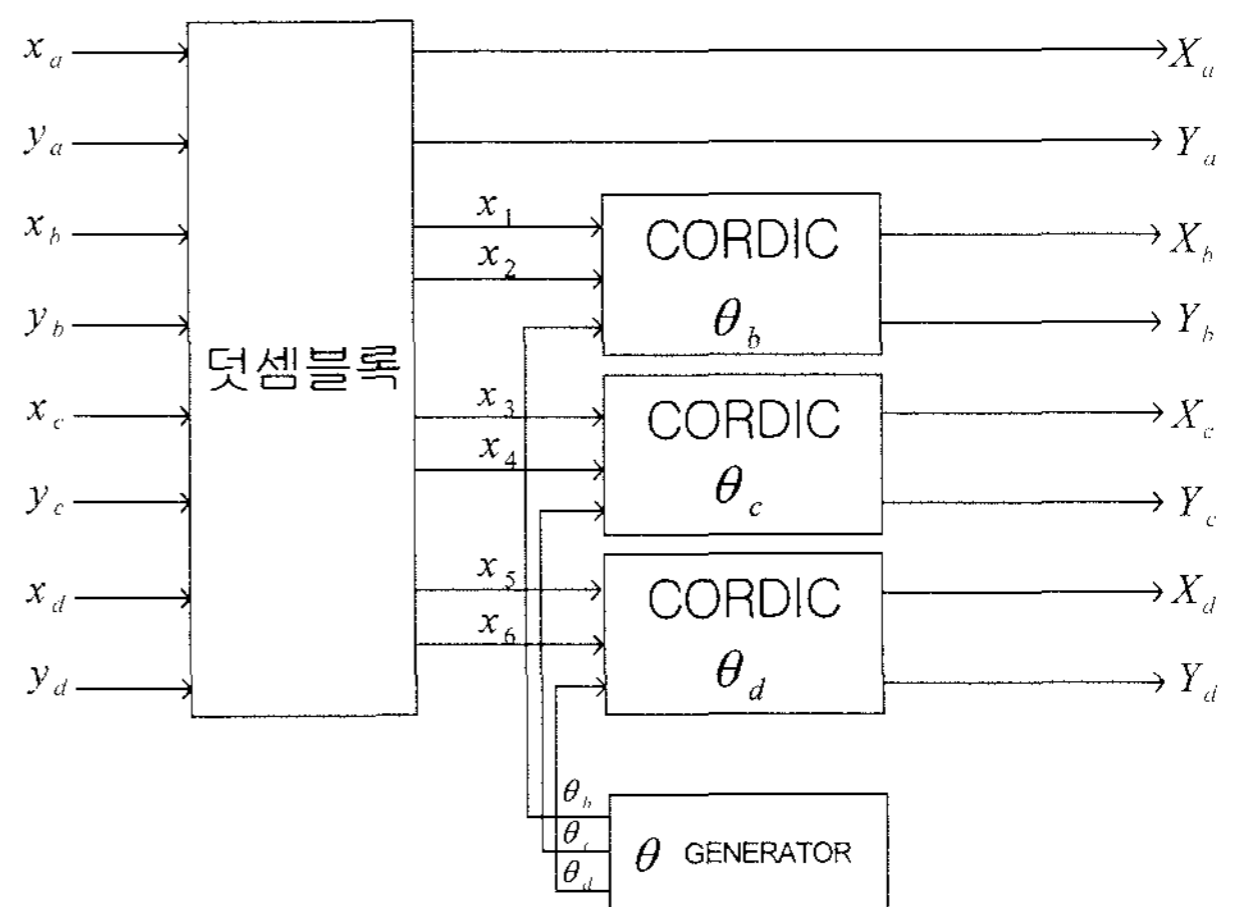 x_a
X_a
y_a
Y_a
x_b
x_1
CORDIC
X_b
x_2
y_b
θ_b
Y_b
덧셈블록
x_c
x_3
CORDIC
X_c
x_4
y_c
θ_c
Y_c
x_d
x_5
CORDIC
X_d
x_6
y_d
θ_d
Y_d
θ_b
θ_c
θ GENERATOR
θ_d